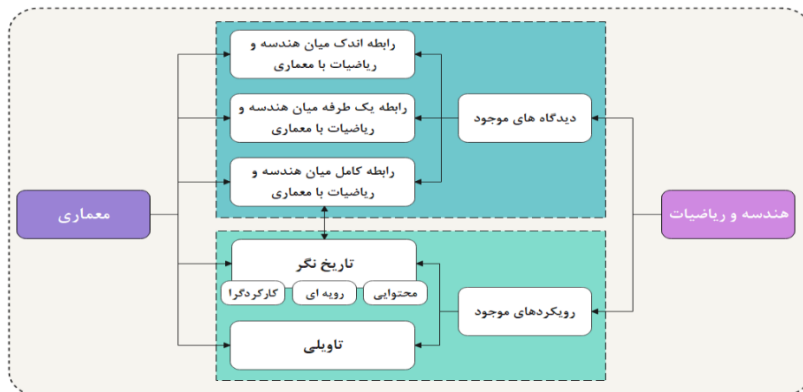 هندسه و ریاضیات
دیدگاه های موجود
رابطه اندک میان هندسه و
ریاضیات با معماری
رابطه یک طرفه میان هندسه و
ریاضیات با معماری
رابطه کامل میان هندسه و
ریاضیات با معماری
رویکردهای موجود
تاریخ نگر
محتوایی
رویه ای
کارکردگرا
تاویلی
معماری